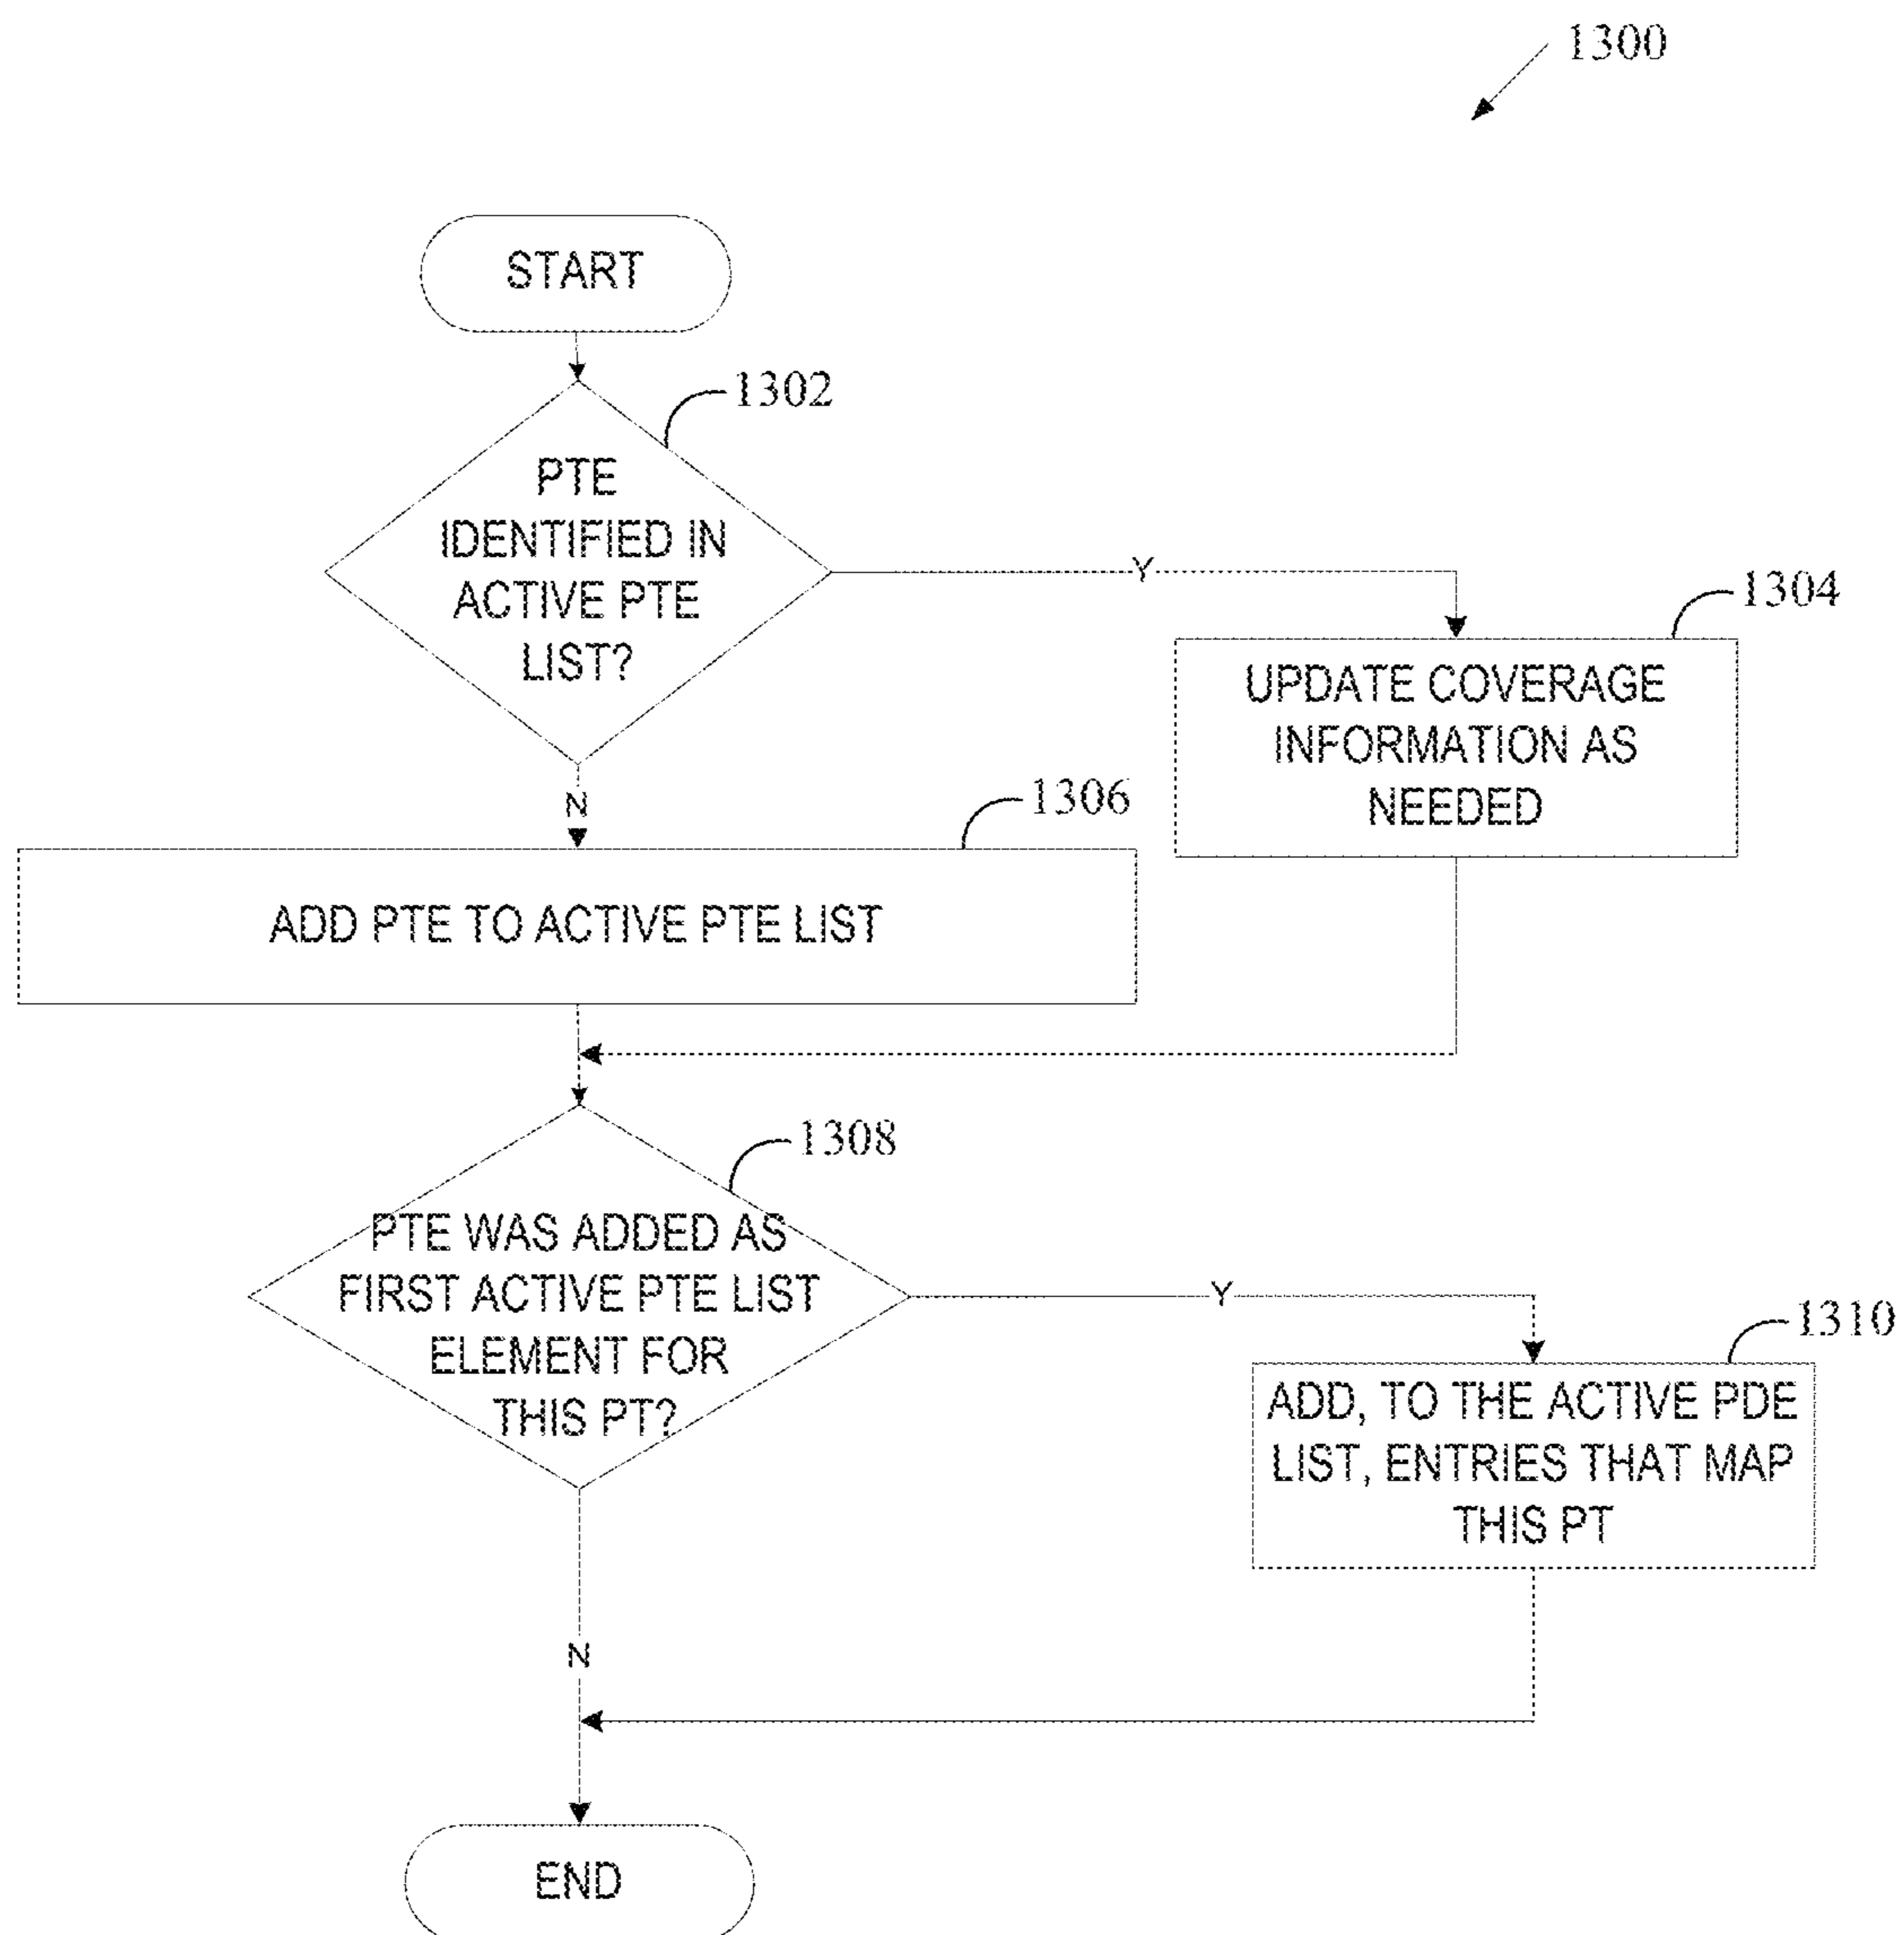 1300
START
1302
PTE
IDENTIFIED IN
ACTIVE PTE
LIST?
Y
1304
UPDATE COVERAGE
INFORMATION AS
NEEDED
N
1306
ADD PTE TO ACTIVE PTE LIST
1308
PTE WAS ADDED AS
FIRST ACTIVE PTE LIST
ELEMENT FOR
THIS PT?
Y
1310
ADD, TO THE ACTIVE PDE
LIST, ENTRIES THAT MAP
THIS PT
N
END